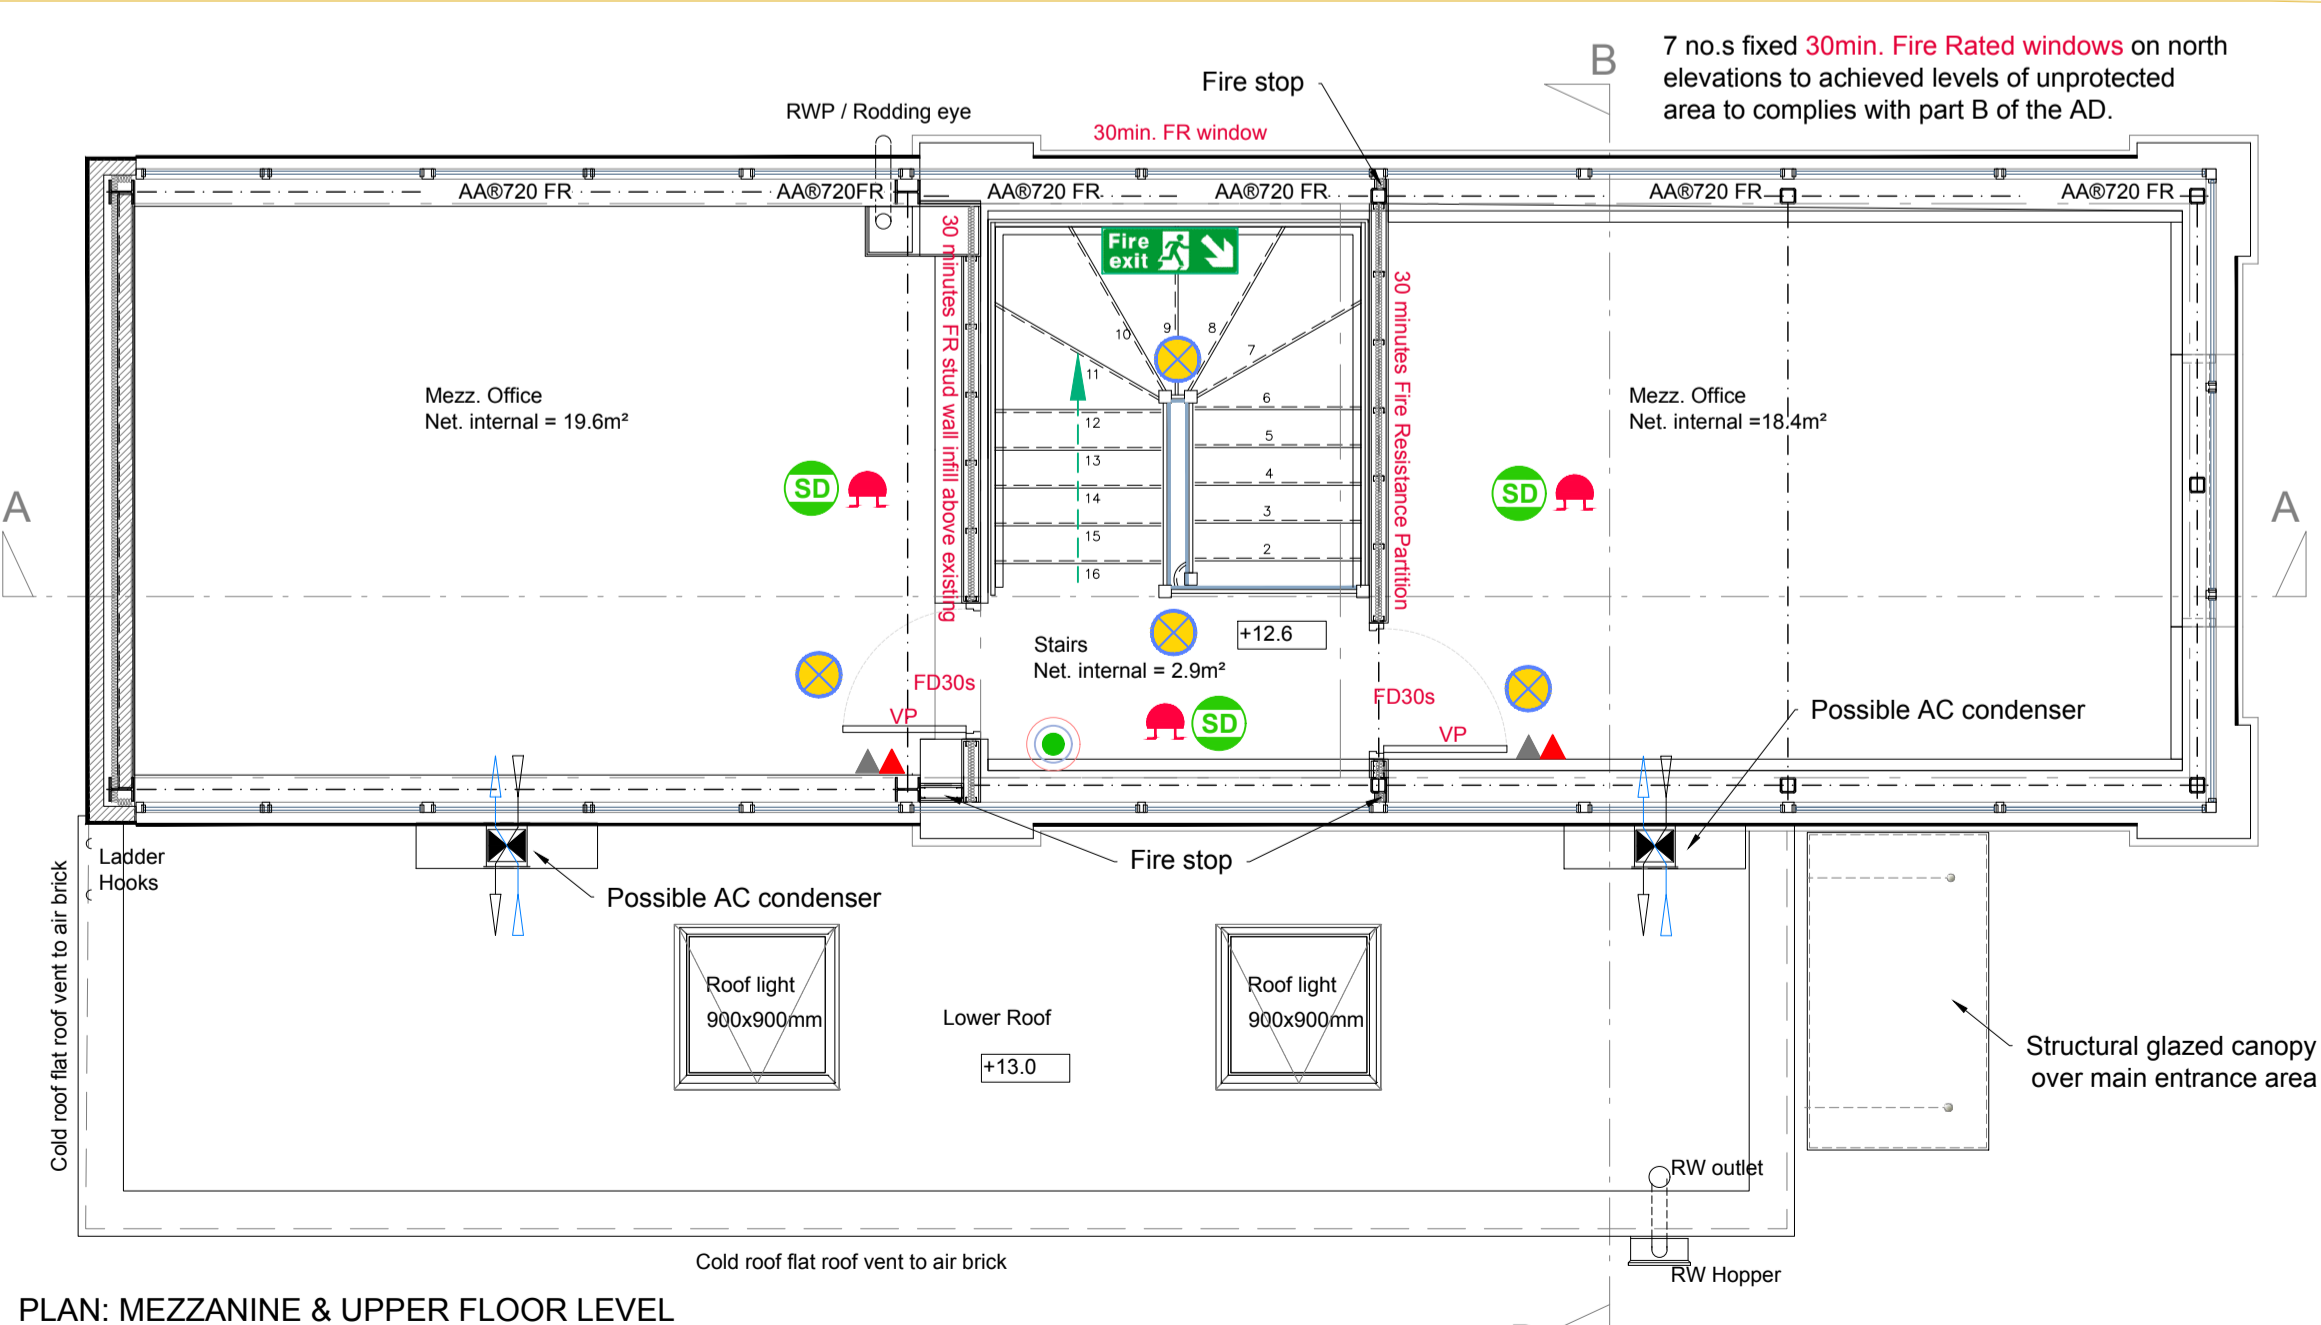 B
7 no.s fixed 30min. Fire Rated windows on north
elevations to achieved levels of unprotected
area to complies with part B of the AD.
Fire stop
RWP / Rodding eye
30min. FR window
AA®720 FR
AA®720FR
AA®720 FR
AA®720 FR
AA®720 FR
AA®720 FR
30 minutes FR stud wall infill above existing
Fire
exit
30 minutes Fire Resistance Partition
10
9
8
7
11
6
12
5
13
4
14
3
15
2
16
Mezz. Office
Net. internal = 19.6m²
Mezz. Office
Net. internal =18.4m²
SD
SD
A
A
Stairs
Net. internal = 2.9m²
+12.6
FD30s
VP
FD30s
VP
SD
Possible AC condenser
Ladder
Hooks
Fire stop
Possible AC condenser
Cold roof flat roof vent to air brick
Roof light
900x900mm
Roof light
900x900mm
Lower Roof
+13.0
Structural glazed canopy
over main entrance area
RW outlet
RW Hopper
Cold roof flat roof vent to air brick
PLAN: MEZZANINE & UPPER FLOOR LEVEL